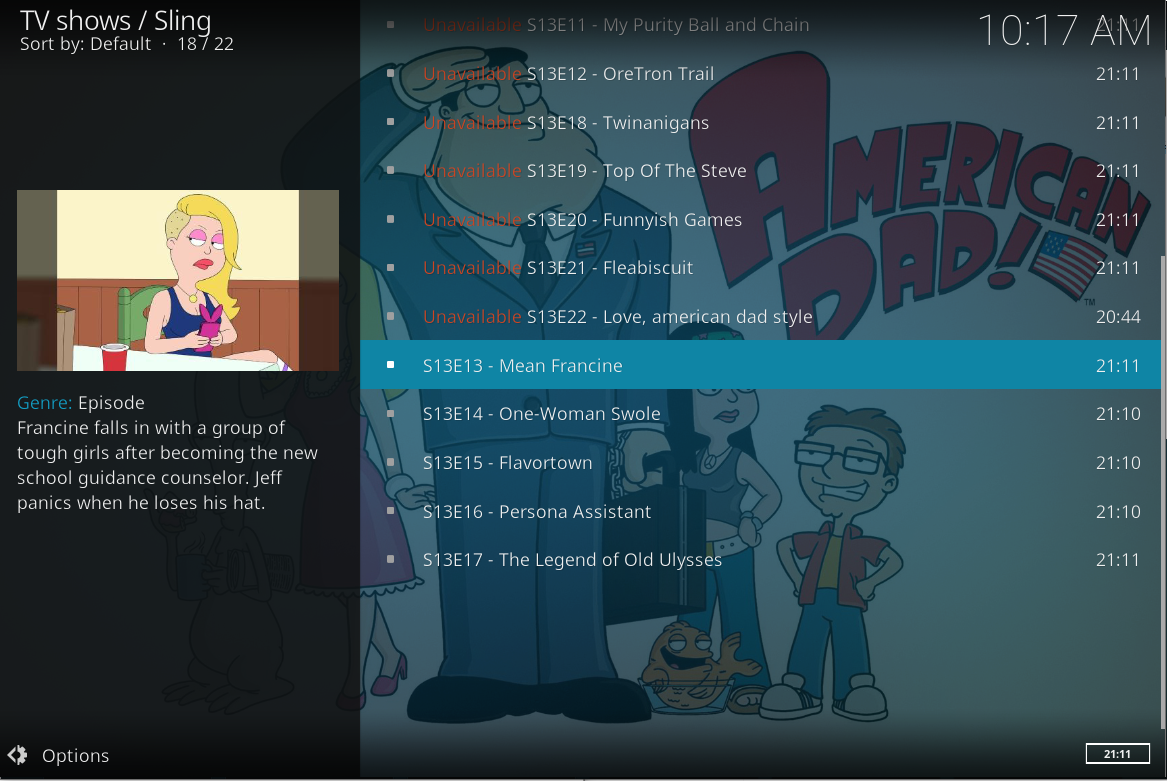 TV shows / Sling
Sort by: Default · 18 / 22
10:17 AM
Unavailable S13E11 - My Purity Ball and Chain 21:11
Unavailable S13E12 - OreTron Trail 21:11
Unavailable S13E18 - Twinanigans 21:11
Unavailable S13E19 - Top Of The Steve 21:11
Unavailable S13E20 - Funnyish Games 21:11
Unavailable S13E21 - Fleabiscuit 21:11
Unavailable S13E22 - Love, american dad style 20:44
S13E13 - Mean Francine 21:11
S13E14 - One-Woman Swole 21:10
S13E15 - Flavortown 21:10
S13E16 - Persona Assistant 21:10
S13E17 - The Legend of Old Ulysses 21:11
AMERICAN
DAD!
TM
Genre: Episode
Francine falls in with a group of
tough girls after becoming the new
school guidance counselor. Jeff
panics when he loses his hat.
Options
21:11